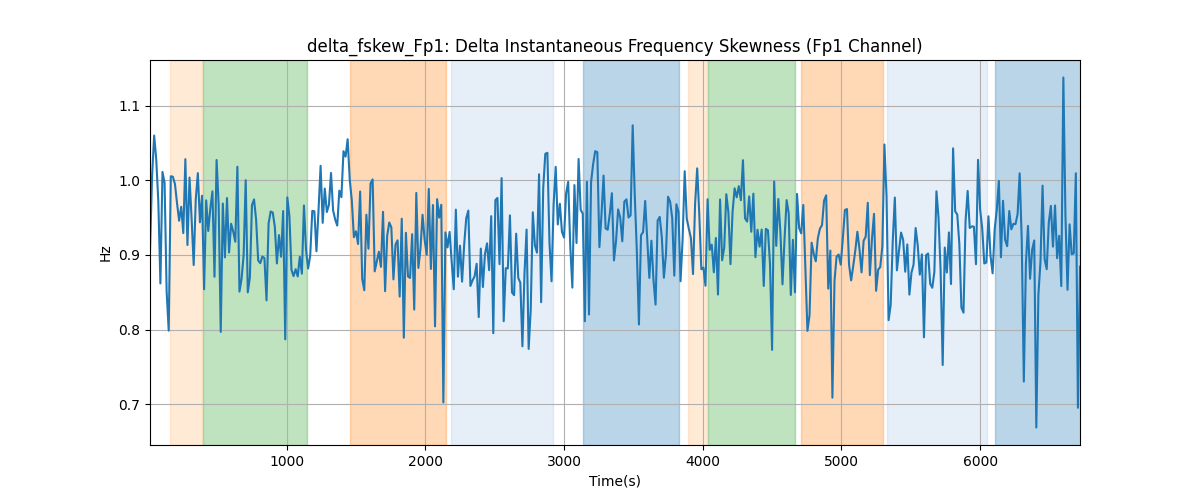 delta_fskew_Fp1: Delta Instantaneous Frequency Skewness (Fp1 Channel)
1.1
1.0
0.9
0.8
0.7
Hz
1000 2000 3000 4000 5000 6000
Time(s)